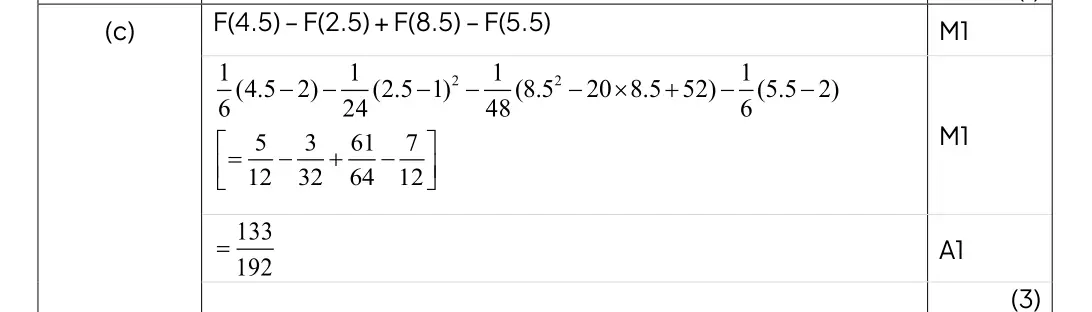 (c)
F(4.5) – F(2.5) + F(8.5) – F(5.5)
M1
1/6(4.5 − 2) − 1/24(2.5 − 1)² − 1/48(8.5² − 20 × 8.5 + 52) − 1/6(5.5 − 2)
[= 5/12 − 3/32 + 61/64 − 7/12]
M1
= 133/192
A1
(3)